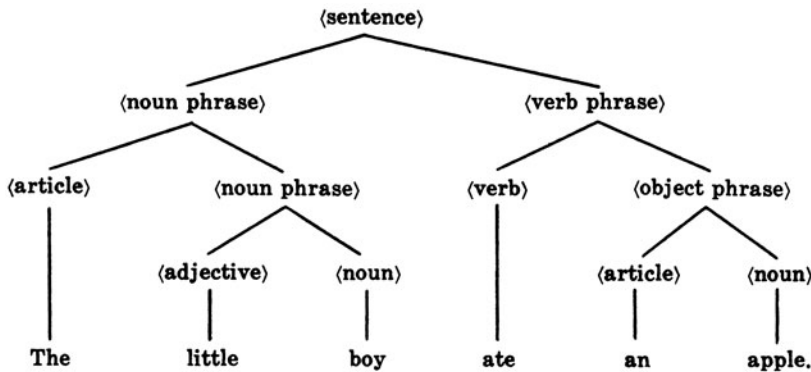 ⟨sentence⟩
⟨noun phrase⟩ ⟨verb phrase⟩
⟨article⟩ ⟨noun phrase⟩ ⟨verb⟩ ⟨object phrase⟩
⟨adjective⟩ ⟨noun⟩ ⟨article⟩ ⟨noun⟩
The little boy ate an apple.